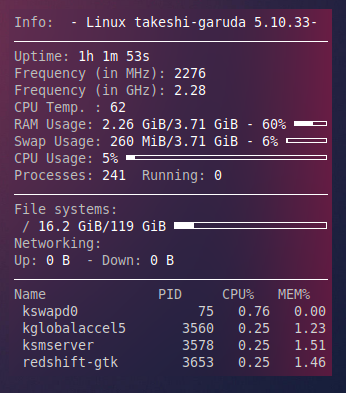 Info:  - Linux takeshi-garuda 5.10.33-
Uptime: 1h 1m 53s
Frequency (in MHz): 2276
Frequency (in GHz): 2.28
CPU Temp. : 62
RAM Usage: 2.26 GiB/3.71 GiB - 60%
Swap Usage: 260 MiB/3.71 GiB - 6%
CPU Usage: 5%
Processes: 241  Running: 0
File systems:
/ 16.2 GiB/119 GiB
Networking:
Up: 0 B  - Down: 0 B
Name PID CPU% MEM%
kswapd0 75 0.76 0.00
kglobalaccel5 3560 0.25 1.23
ksmserver 3578 0.25 1.51
redshift-gtk 3653 0.25 1.46